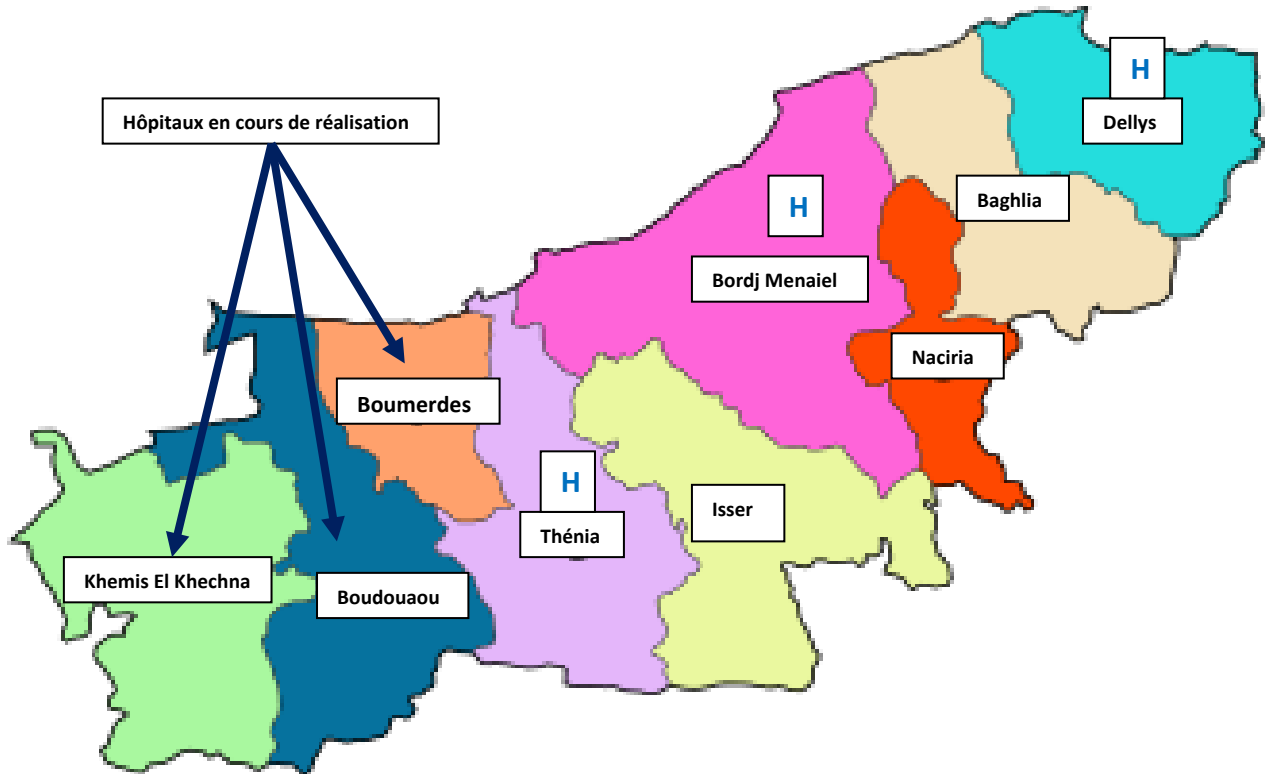 H
Dellys
Hôpitaux en cours de réalisation
H
Baghlia
Bordj Menaiel
Naciria
Boumerdes
H
Isser
Thénia
Khemis El Khechna
Boudouaou